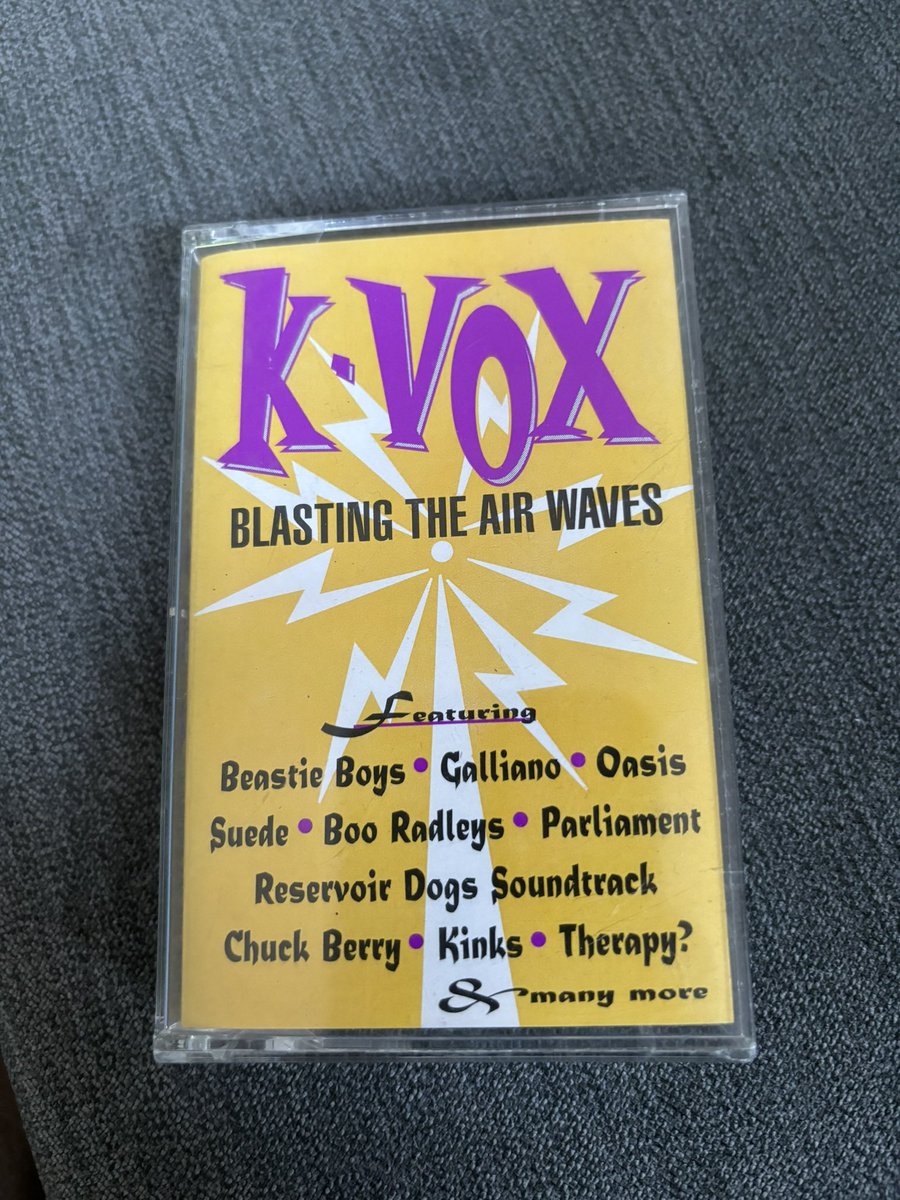 K·VOX
BLASTING THE AIR WAVES
Featuring
Beastie Boys • Galliano • Oasis
Suede • Boo Radleys • Parliament
Reservoir Dogs Soundtrack
Chuck Berry • Kinks • Therapy?
& many more